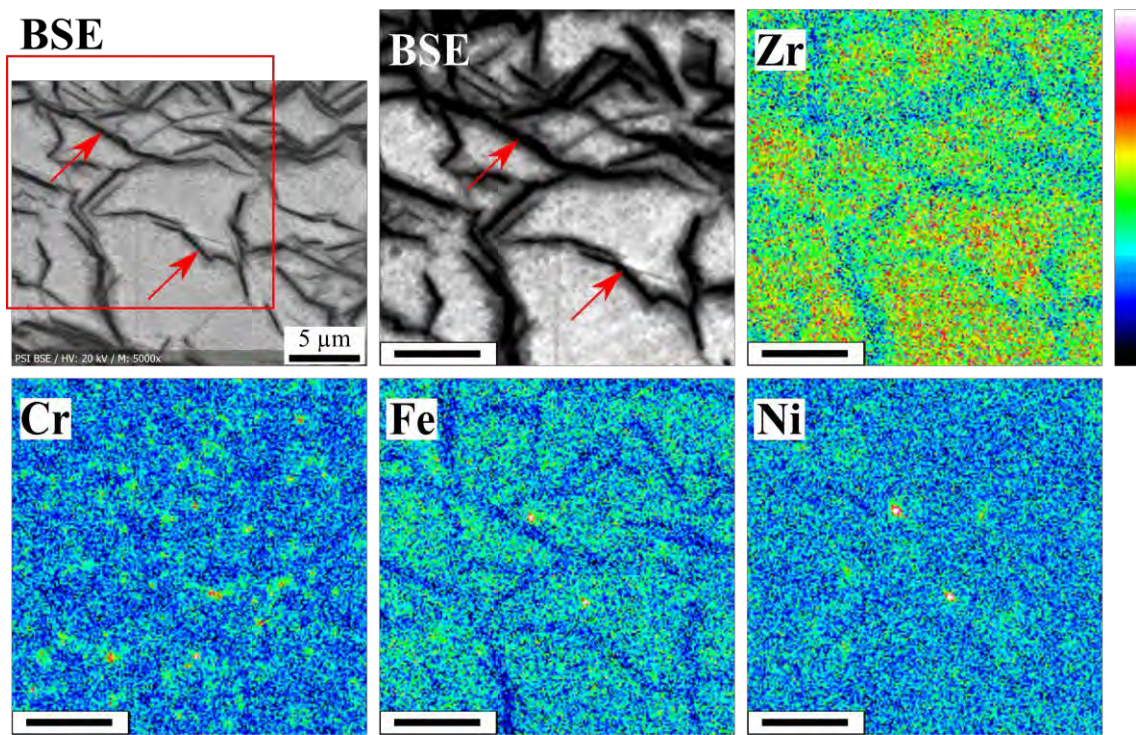 BSE
BSE
Zr
5 µm
PSI BSE / HV: 20 kV / M: 5000x
Cr
Fe
Ni